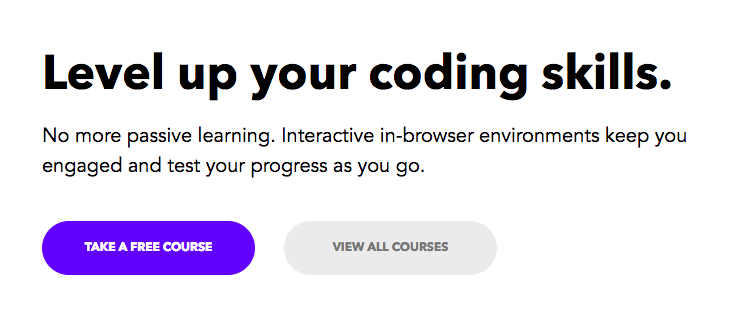 Level up your coding skills.
No more passive learning. Interactive in-browser environments keep you
engaged and test your progress as you go.
TAKE A FREE COURSE
VIEW ALL COURSES